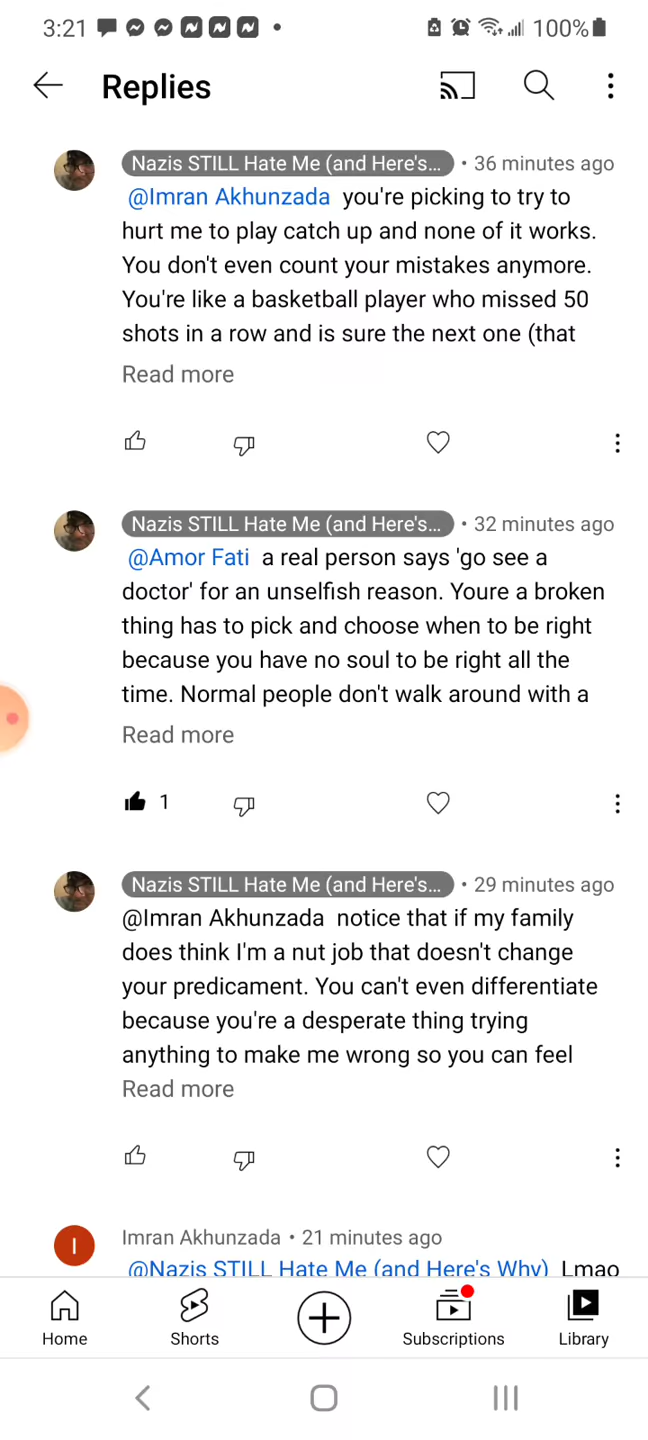 3:21 100%
Replies
Nazis STILL Hate Me (and Here's... • 36 minutes ago
@Imran Akhunzada you're picking to try to
hurt me to play catch up and none of it works.
You don't even count your mistakes anymore.
You're like a basketball player who missed 50
shots in a row and is sure the next one (that
Read more
Nazis STILL Hate Me (and Here's... • 32 minutes ago
@Amor Fati a real person says 'go see a
doctor' for an unselfish reason. Youre a broken
thing has to pick and choose when to be right
because you have no soul to be right all the
time. Normal people don't walk around with a
Read more
1
Nazis STILL Hate Me (and Here's... • 29 minutes ago
@Imran Akhunzada notice that if my family
does think I'm a nut job that doesn't change
your predicament. You can't even differentiate
because you're a desperate thing trying
anything to make me wrong so you can feel
Read more
I
Imran Akhunzada • 21 minutes ago
@Nazis STILL Hate Me (and Here's Why) Lmao
Home Shorts Subscriptions Library